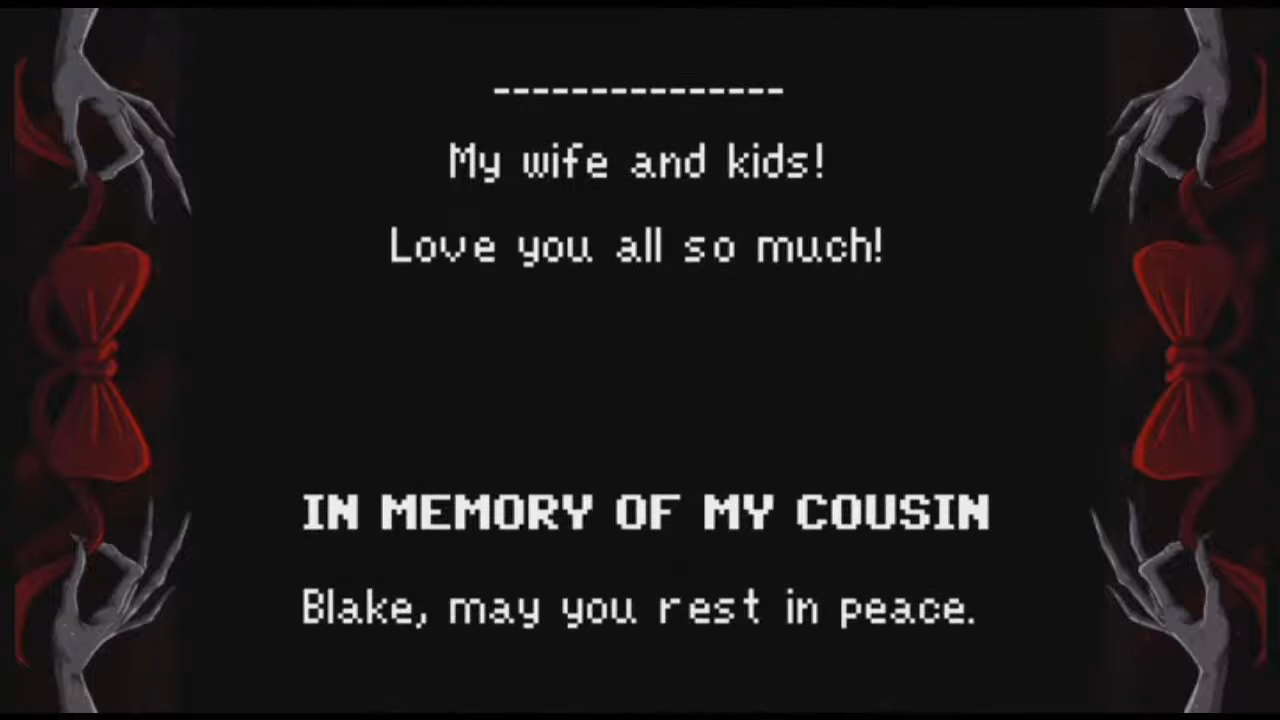 ---------------
My wife and kids!
Love you all so much!
IN MEMORY OF MY COUSIN
Blake, may you rest in peace.